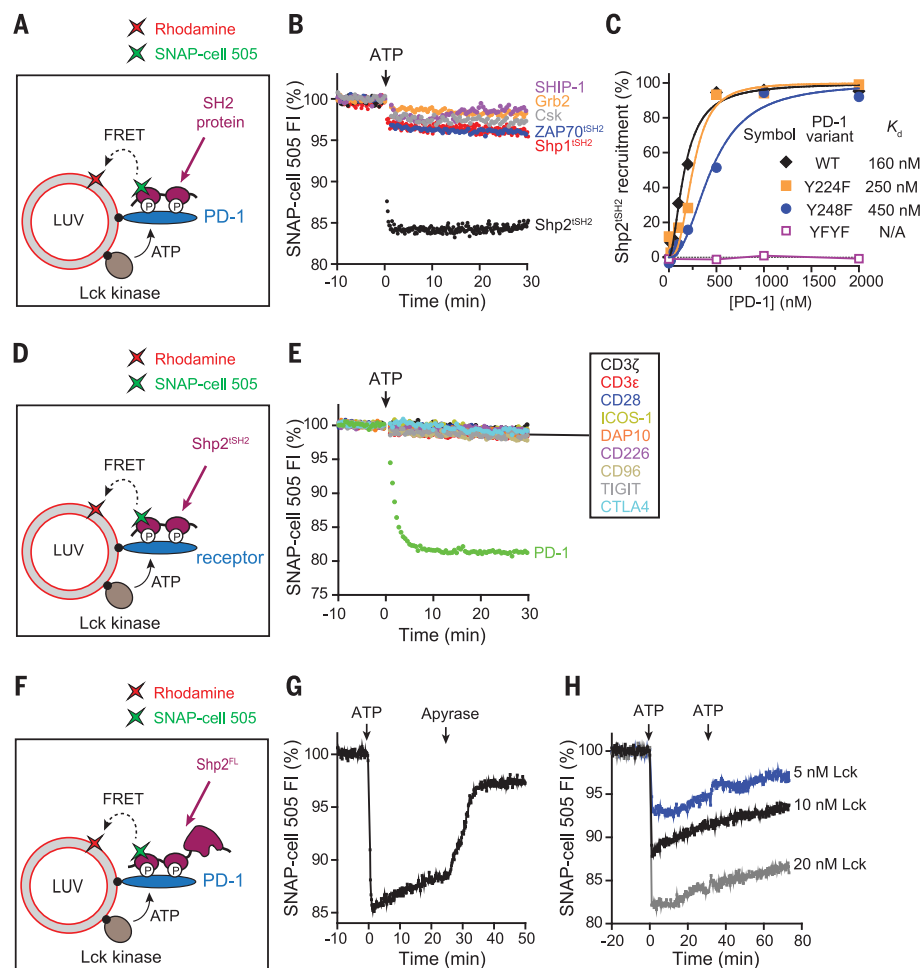 A
Rhodamine
SNAP-cell 505
FRET
SH2
protein
LUV
P
P
PD-1
ATP
Lck kinase
B
ATP
SNAP-cell 505 FI (%)
100
95
90
85
80
-10
0
10
20
30
Time (min)
SHIP-1
Grb2
Csk
ZAP70tSH2
Shp1tSH2
Shp2tSH2
C
Shp2tSH2 recruitment (%)
100
80
60
40
20
0
0
500
1000
1500
2000
[PD-1] (nM)
Symbol PD-1 variant Kd
WT 160 nM
Y224F 250 nM
Y248F 450 nM
YFYF N/A
D
Rhodamine
SNAP-cell 505
FRET
Shp2tSH2
LUV
P
P
receptor
ATP
Lck kinase
E
ATP
SNAP-cell 505 FI (%)
100
95
90
85
80
75
-10
0
10
20
30
Time (min)
PD-1
CD3ζ
CD3ε
CD28
ICOS-1
DAP10
CD226
CD96
TIGIT
CTLA4
F
Rhodamine
SNAP-cell 505
FRET
Shp2FL
LUV
P
P
PD-1
ATP
Lck kinase
G
ATP
Apyrase
SNAP-cell 505 FI (%)
100
95
90
85
-10
0
10
20
30
40
50
Time (min)
H
ATP
ATP
SNAP-cell 505 FI (%)
100
95
90
85
80
-20
0
20
40
60
80
Time (min)
5 nM Lck
10 nM Lck
20 nM Lck